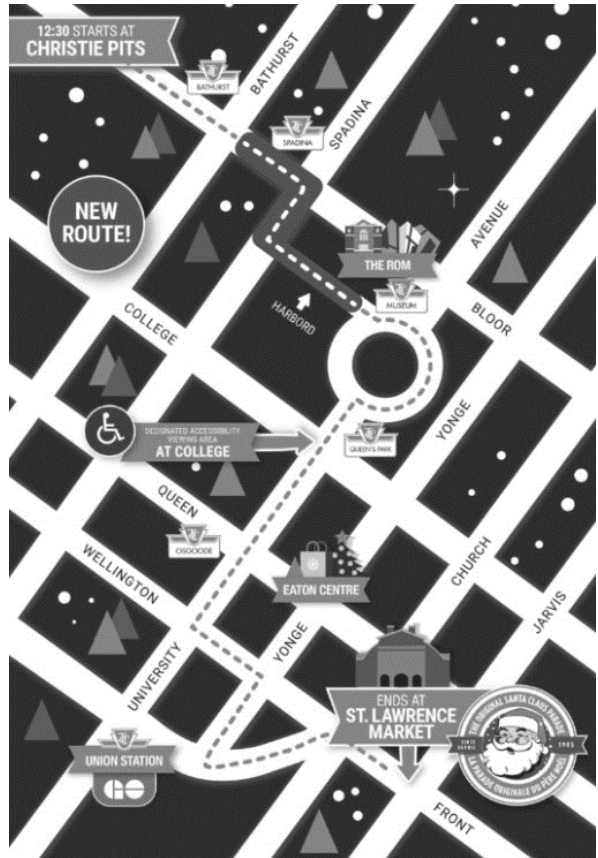 12:30 STARTS AT
CHRISTIE PITS
BATHURST
BATHURST
SPADINA
SPADINA
NEW
ROUTE!
AVENUE
THE ROM
MUSEUM
HARBORD
BLOOR
COLLEGE
YONGE
DESIGNATED ACCESSIBILITY
VIEWING AREA
AT COLLEGE
QUEEN'S PARK
QUEEN
OSGOODE
WELLINGTON
EATON CENTRE
CHURCH
JARVIS
YONGE
UNIVERSITY
ENDS AT
ST. LAWRENCE
MARKET
THE ORIGINAL SANTA CLAUS PARADE
SINCE
DEPUIS
1905
LA PARADE ORIGINALE DU PÈRE NOËL
UNION STATION
GO
FRONT